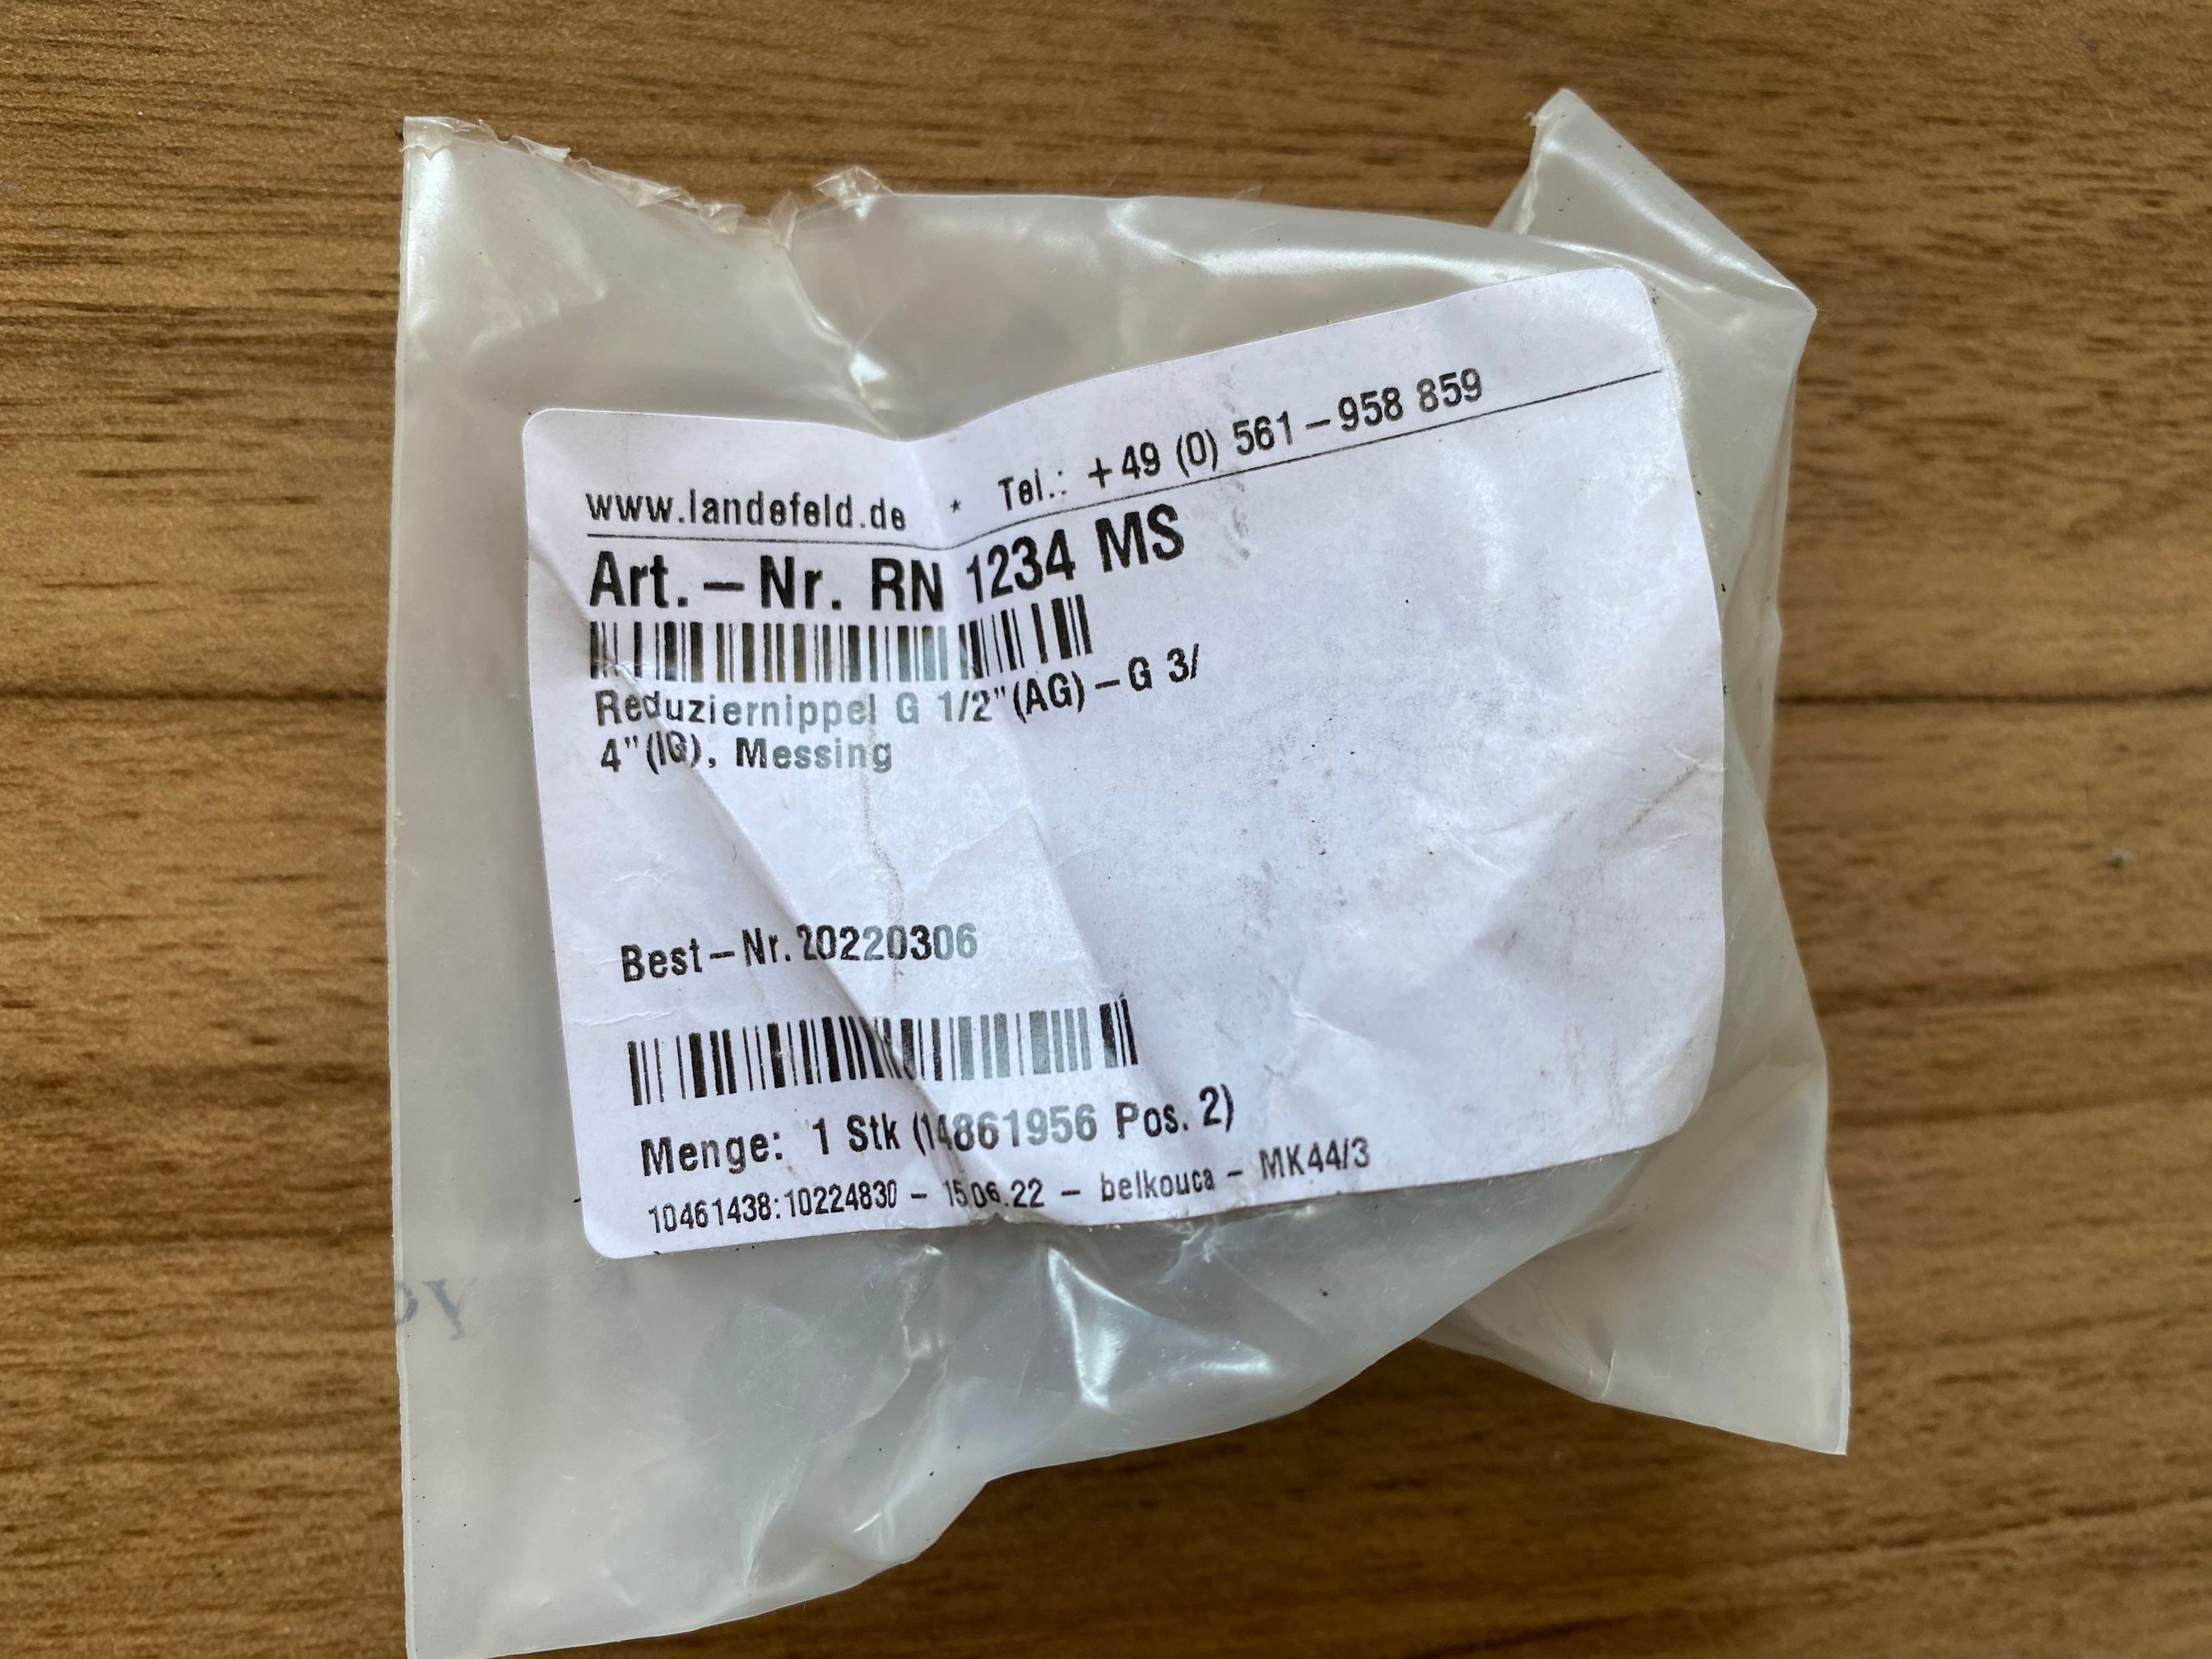 www.landefeld.de * Tel.: +49 (0) 561-958 859
Art.-Nr. RN 1234 MS
Reduziernippel G 1/2"(AG)-G 3/
4"(IG), Messing
Best-Nr.20220306
Menge: 1 Stk (14861956 Pos. 2)
10461438:10224830 - 15.06.22 - belkouca - MK44/3